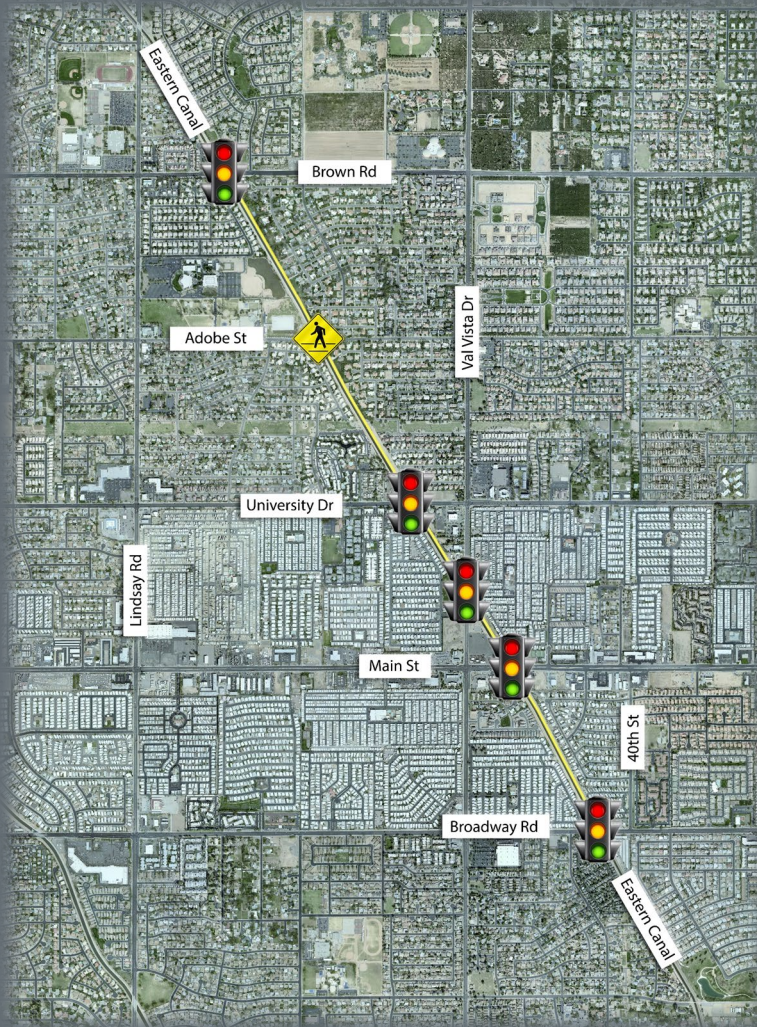 Eastern Canal
Brown Rd
Adobe St
Val Vista Dr
University Dr
Lindsay Rd
Main St
40th St
Broadway Rd
Eastern Canal